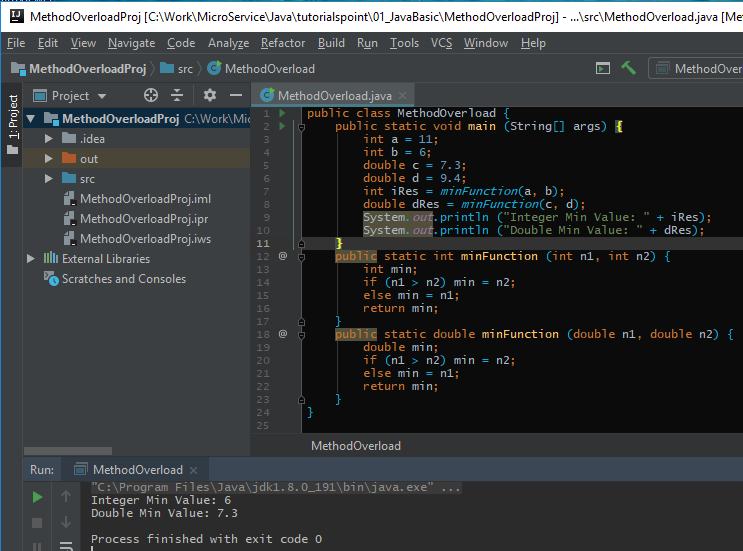 MethodOverloadProj [C:\Work\MicroService\Java\tutorialspoint\01_JavaBasic\MethodOverloadProj] - ...\src\MethodOverload.java [Met
File Edit View Navigate Code Analyze Refactor Build Run Tools VCS Window Help
MethodOverloadProj src MethodOverload MethodOver
1: Project
Project
MethodOverload.java
MethodOverloadProj C:\Work\Mic
.idea
out
src
MethodOverloadProj.iml
MethodOverloadProj.ipr
MethodOverloadProj.iws
External Libraries
Scratches and Consoles
1 public class MethodOverload {
2 public static void main (String[] args) {
3 int a = 11;
4 int b = 6;
5 double c = 7.3;
6 double d = 9.4;
7 int iRes = minFunction(a, b);
8 double dRes = minFunction(c, d);
9 System.out.println ("Integer Min Value: " + iRes);
10 System.out.println ("Double Min Value: " + dRes);
11 }
12 @ public static int minFunction (int n1, int n2) {
13 int min;
14 if (n1 > n2) min = n2;
15 else min = n1;
16 return min;
17 }
18 @ public static double minFunction (double n1, double n2) {
19 double min;
20 if (n1 > n2) min = n2;
21 else min = n1;
22 return min;
23 }
24 }
25
MethodOverload
Run: MethodOverload
"C:\Program Files\Java\jdk1.8.0_191\bin\java.exe" ...
Integer Min Value: 6
Double Min Value: 7.3
Process finished with exit code 0